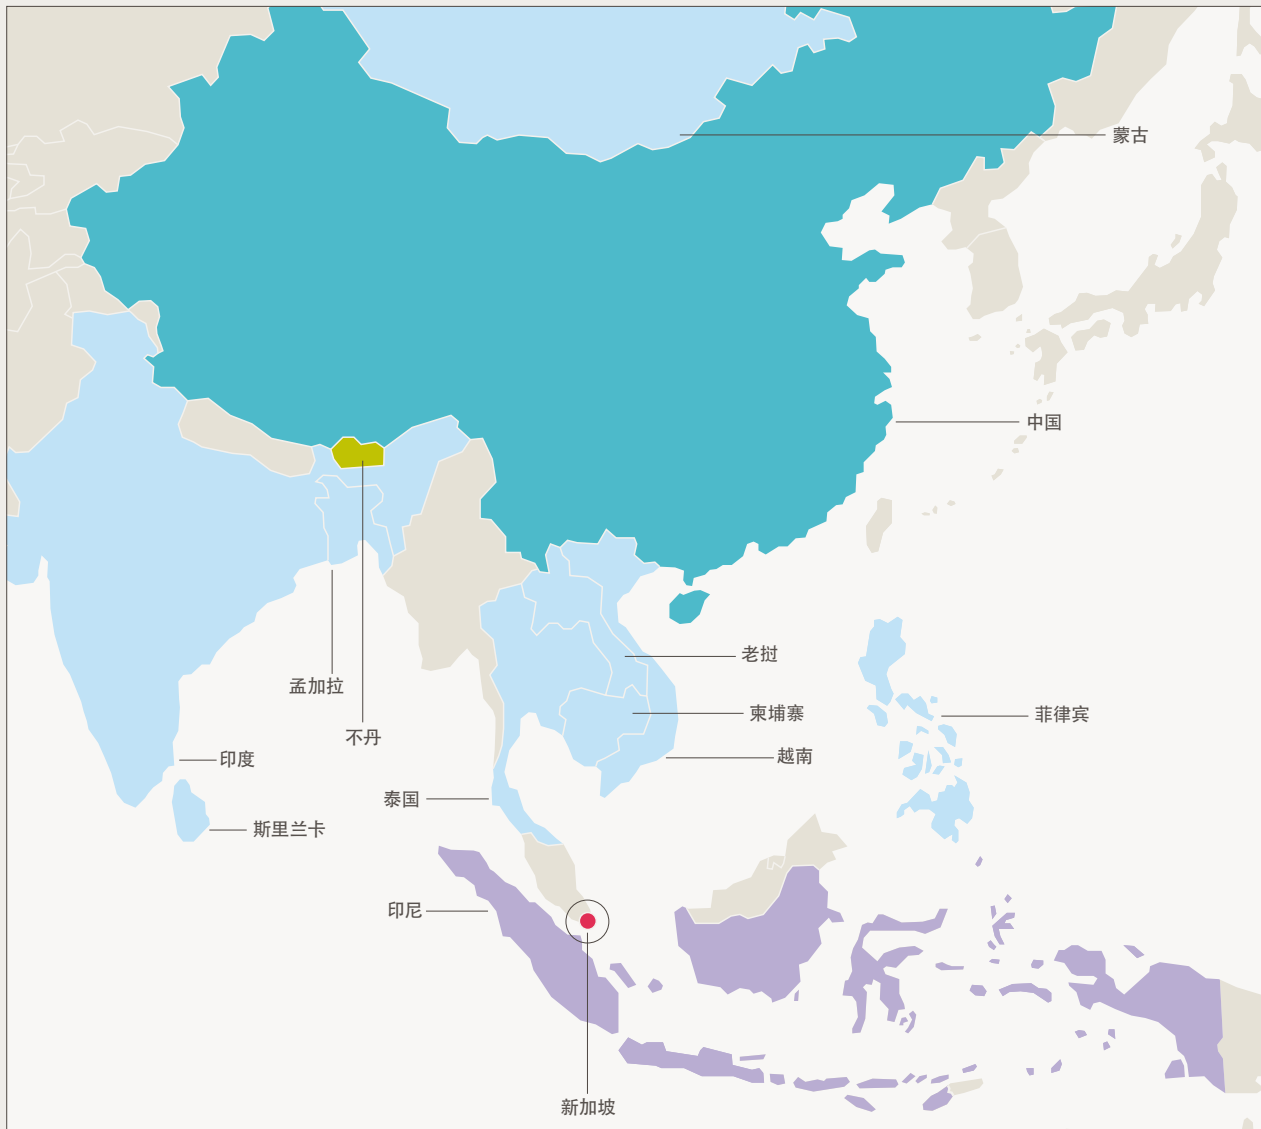 蒙古
中国
老挝
孟加拉
柬埔寨
菲律宾
不丹
印度
越南
泰国
斯里兰卡
印尼
新加坡